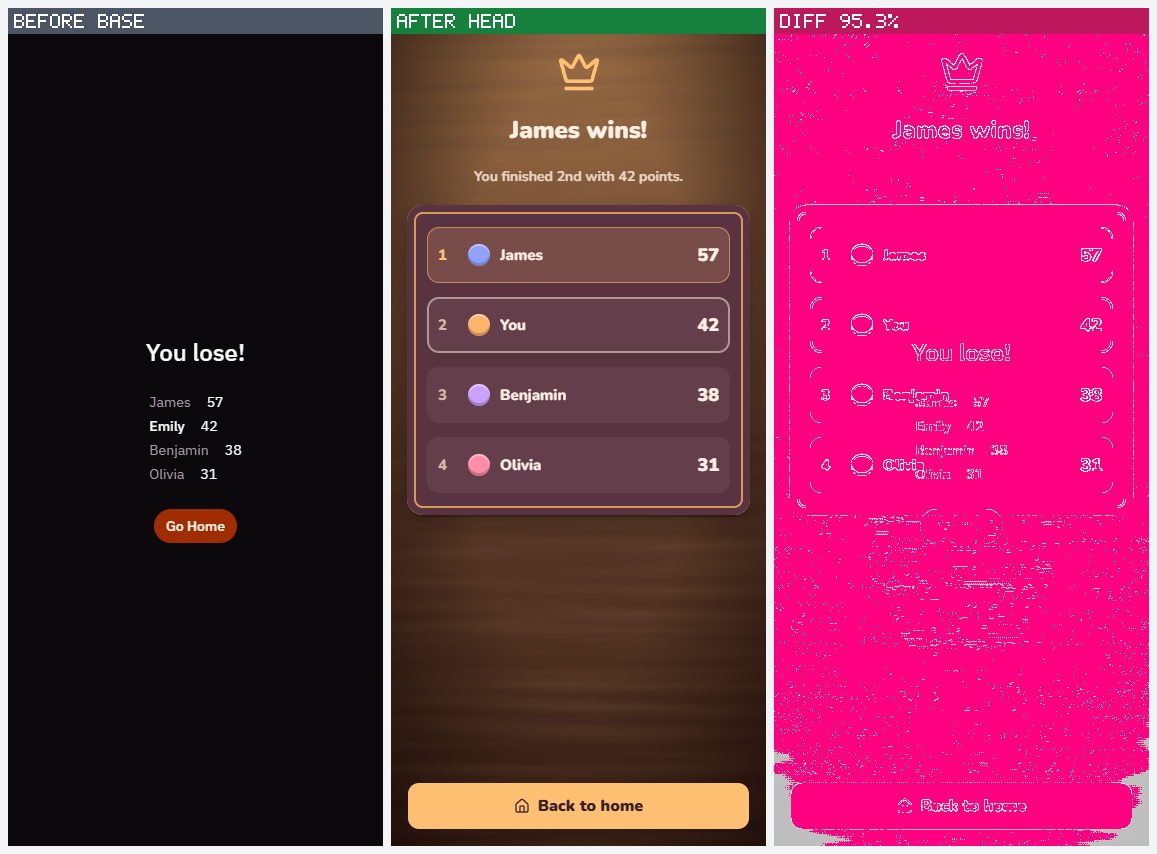 BEFORE BASE
You lose!
James 57
Emily 42
Benjamin 38
Olivia 31
Go Home
AFTER HEAD
James wins!
You finished 2nd with 42 points.
1 James 57
2 You 42
3 Benjamin 38
4 Olivia 31
Back to home
DIFF 95.3%
James wins!
1 James 57
2 You 42
You lose!
3 Benjamin 38
James 57
Emily 42
Benjamin 38
4 Olivia 31
Olivia 31
Back to home